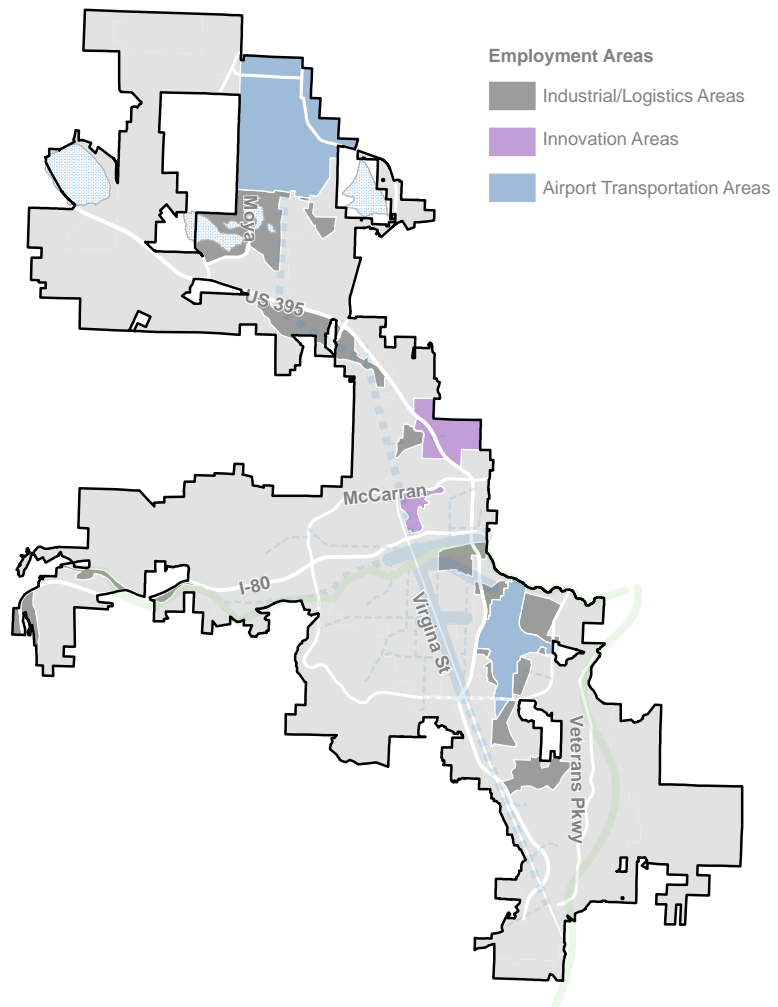 Employment Areas
Industrial/Logistics Areas
Innovation Areas
Airport Transportation Areas
Moya
US 395
McCarran
I-80
Virgina St
Veterans Pkwy